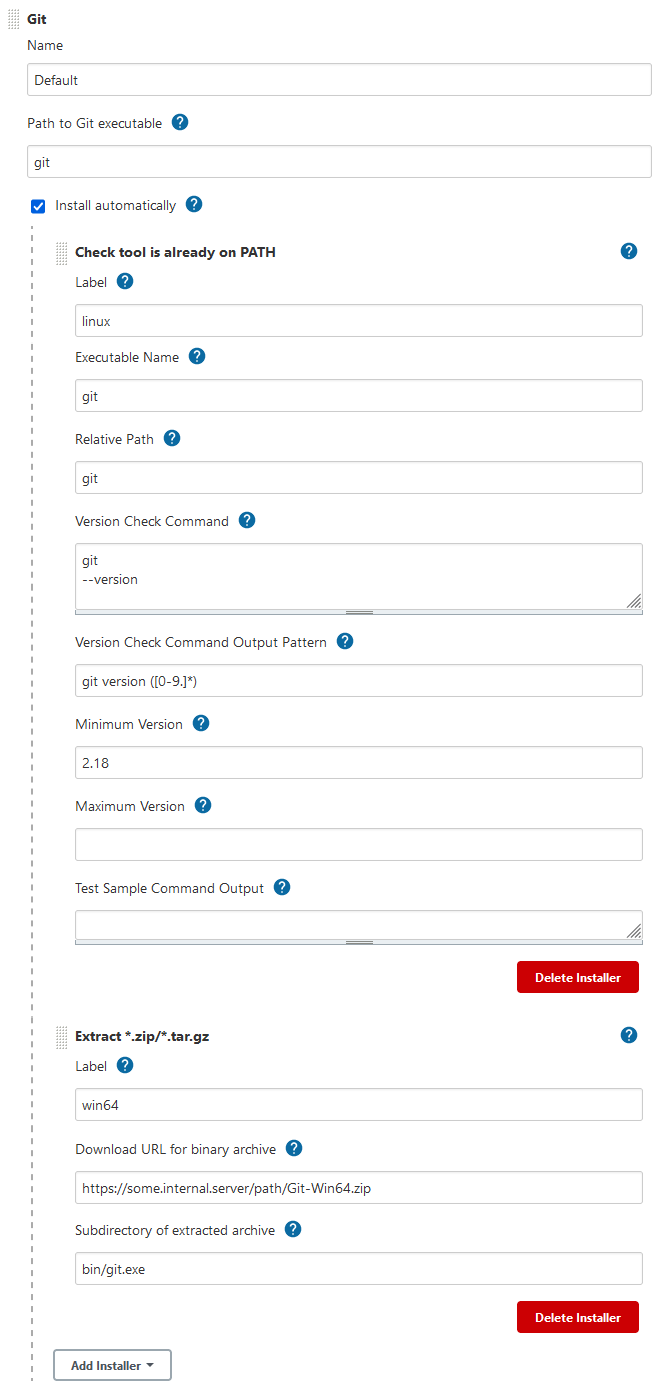 Git
Name
Default
Path to Git executable ?
git
Install automatically ?
Check tool is already on PATH ?
Label ?
linux
Executable Name ?
git
Relative Path ?
git
Version Check Command ?
git
--version
Version Check Command Output Pattern ?
git version ([0-9.]*)
Minimum Version ?
2.18
Maximum Version ?
Test Sample Command Output ?
Delete Installer
Extract *.zip/*.tar.gz ?
Label ?
win64
Download URL for binary archive ?
https://some.internal.server/path/Git-Win64.zip
Subdirectory of extracted archive ?
bin/git.exe
Delete Installer
Add Installer